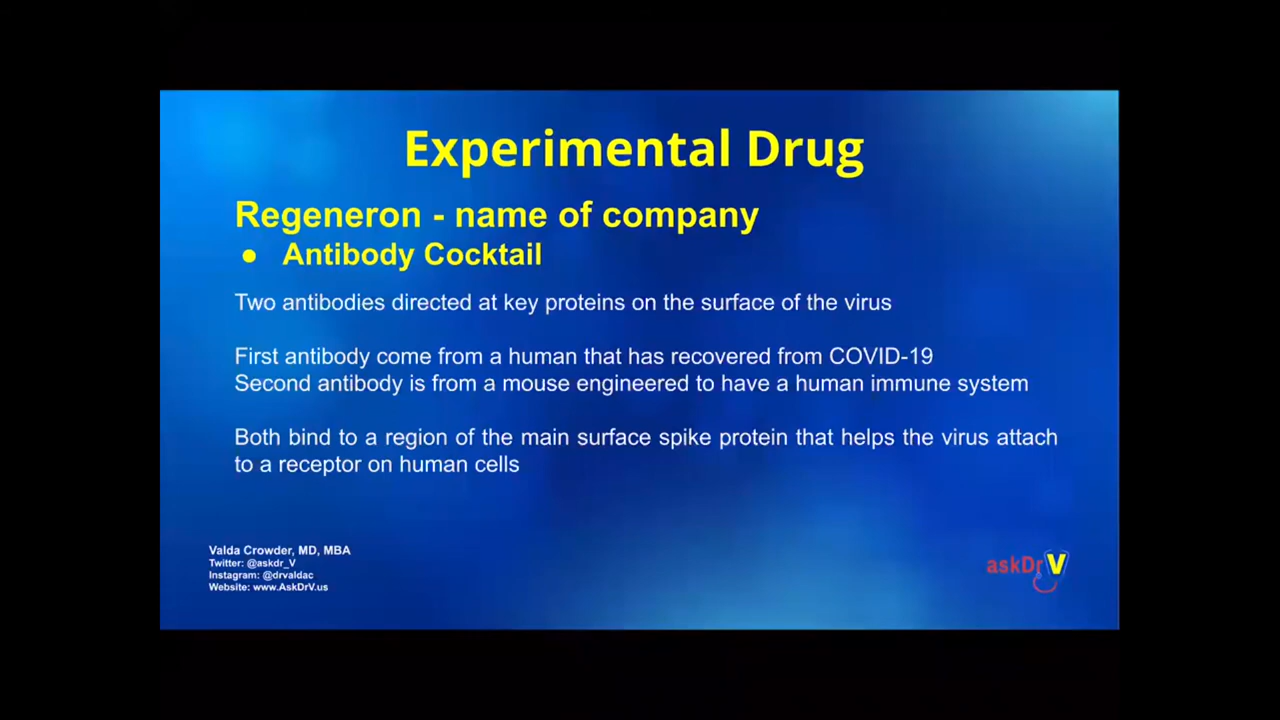 Experimental Drug
Regeneron - name of company
● Antibody Cocktail
Two antibodies directed at key proteins on the surface of the virus
First antibody come from a human that has recovered from COVID-19
Second antibody is from a mouse engineered to have a human immune system
Both bind to a region of the main surface spike protein that helps the virus attach
to a receptor on human cells
Valda Crowder, MD, MBA
Twitter: @askdr_V
Instagram: @drvaldac
Website: www.AskDrV.us
askDrV